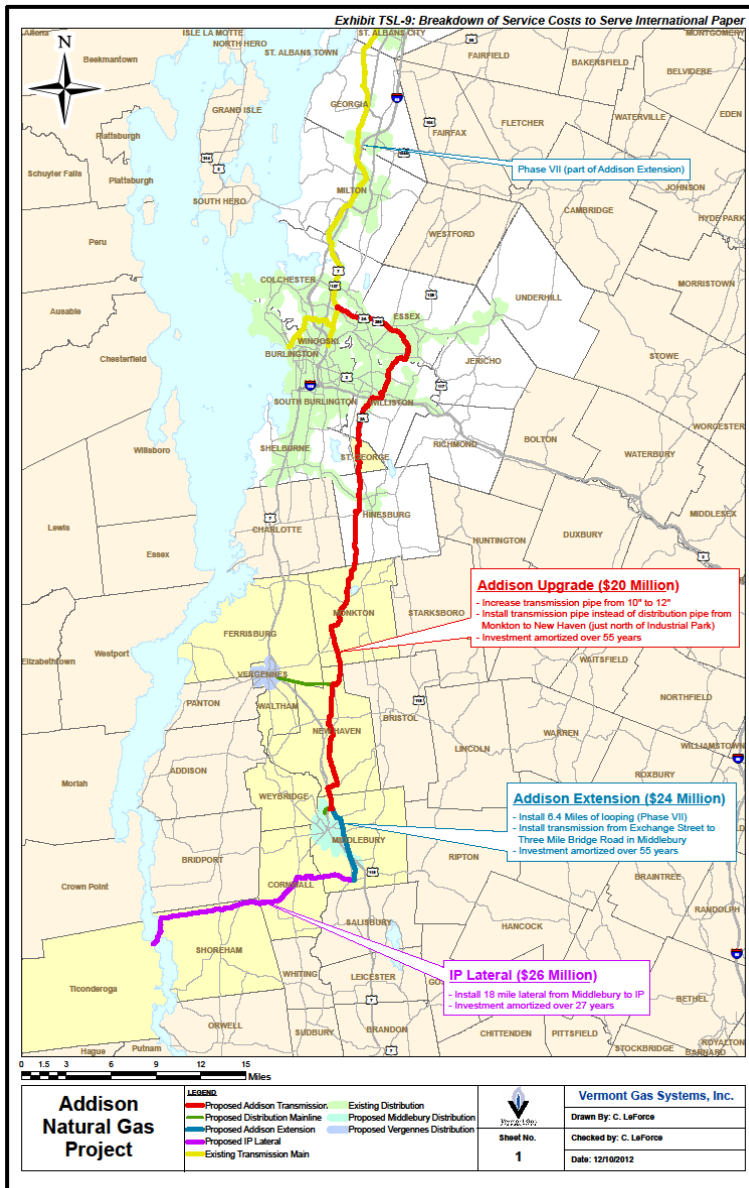 Exhibit TSL-9: Breakdown of Service Costs to Serve International Paper
ISLE LA MOTTE
ST. ALBANS CITY
MONTGOMERY
NORTH HERO
ST. ALBANS TOWN
FAIRFIELD
BAKERSFIELD
Beekmantown
BELVIDERE
N
GEORGIA
GRAND ISLE
FLETCHER
WATERVILLE
EDEN
FAIRFAX
Plattsburgh
Phase VII (part of Addison Extension)
Schuyler Falls
Plattsburgh
MILTON
JOHNSON
SOUTH HERO
CAMBRIDGE
HYDE PARK
Peru
WESTFORD
COLCHESTER
MORRISTOWN
UNDERHILL
Ausable
ESSEX
WINOOSKI
BURLINGTON
STOWE
Chesterfield
JERICHO
SOUTH BURLINGTON
WILLISTON
WORCESTER
Willsboro
SHELBURNE
RICHMOND
BOLTON
WATERBURY
ST. GEORGE
MIDDLESEX
HINESBURG
Lewis
CHARLOTTE
DUXBURY
Essex
HUNTINGTON
Addison Upgrade ($20 Million)
- Increase transmission pipe from 10" to 12"
- Install transmission pipe instead of distribution pipe from
Monkton to New Haven (just north of Industrial Park)
- Investment amortized over 55 years
MONKTON
STARKSBORO
FERRISBURG
Westport
Elizabethtown
WAITSFIELD
VERGENNES
PANTON
WALTHAM
NORTHFIELD
BRISTOL
NEW HAVEN
WARREN
LINCOLN
WILLIAMSTOWN
ADDISON
ROXBURY
Moriah
WEYBRIDGE
Addison Extension ($24 Million)
- Install 6.4 Miles of looping (Phase VII)
- Install transmission from Exchange Street to
Three Mile Bridge Road in Middlebury
- Investment amortized over 55 years
MIDDLEBURY
BRIDPORT
RIPTON
BRAINTREE
Crown Point
CORNWALL
RANDOLPH
SALISBURY
HANCOCK
SHOREHAM
IP Lateral ($26 Million)
- Install 18 mile lateral from Middlebury to IP
- Investment amortized over 27 years
WHITING
LEICESTER
Ticonderoga
BETHEL
ORWELL
SUDBURY
BRANDON
CHITTENDEN
PITTSFIELD
STOCKBRIDGE
ROYALTON
BARNARD
Hague
Putnam
0 1.5 3 6 9 12 15
Miles
Addison
Natural Gas
Project
LEGEND
Proposed Addison Transmission
Existing Distribution
Proposed Distribution Mainline
Proposed Middlebury Distribution
Proposed Addison Extension
Proposed Vergennes Distribution
Proposed IP Lateral
Existing Transmission Main
Sheet No.
1
Vermont Gas Systems, Inc.
Drawn By: C. LeForce
Checked by: C. LeForce
Date: 12/10/2012